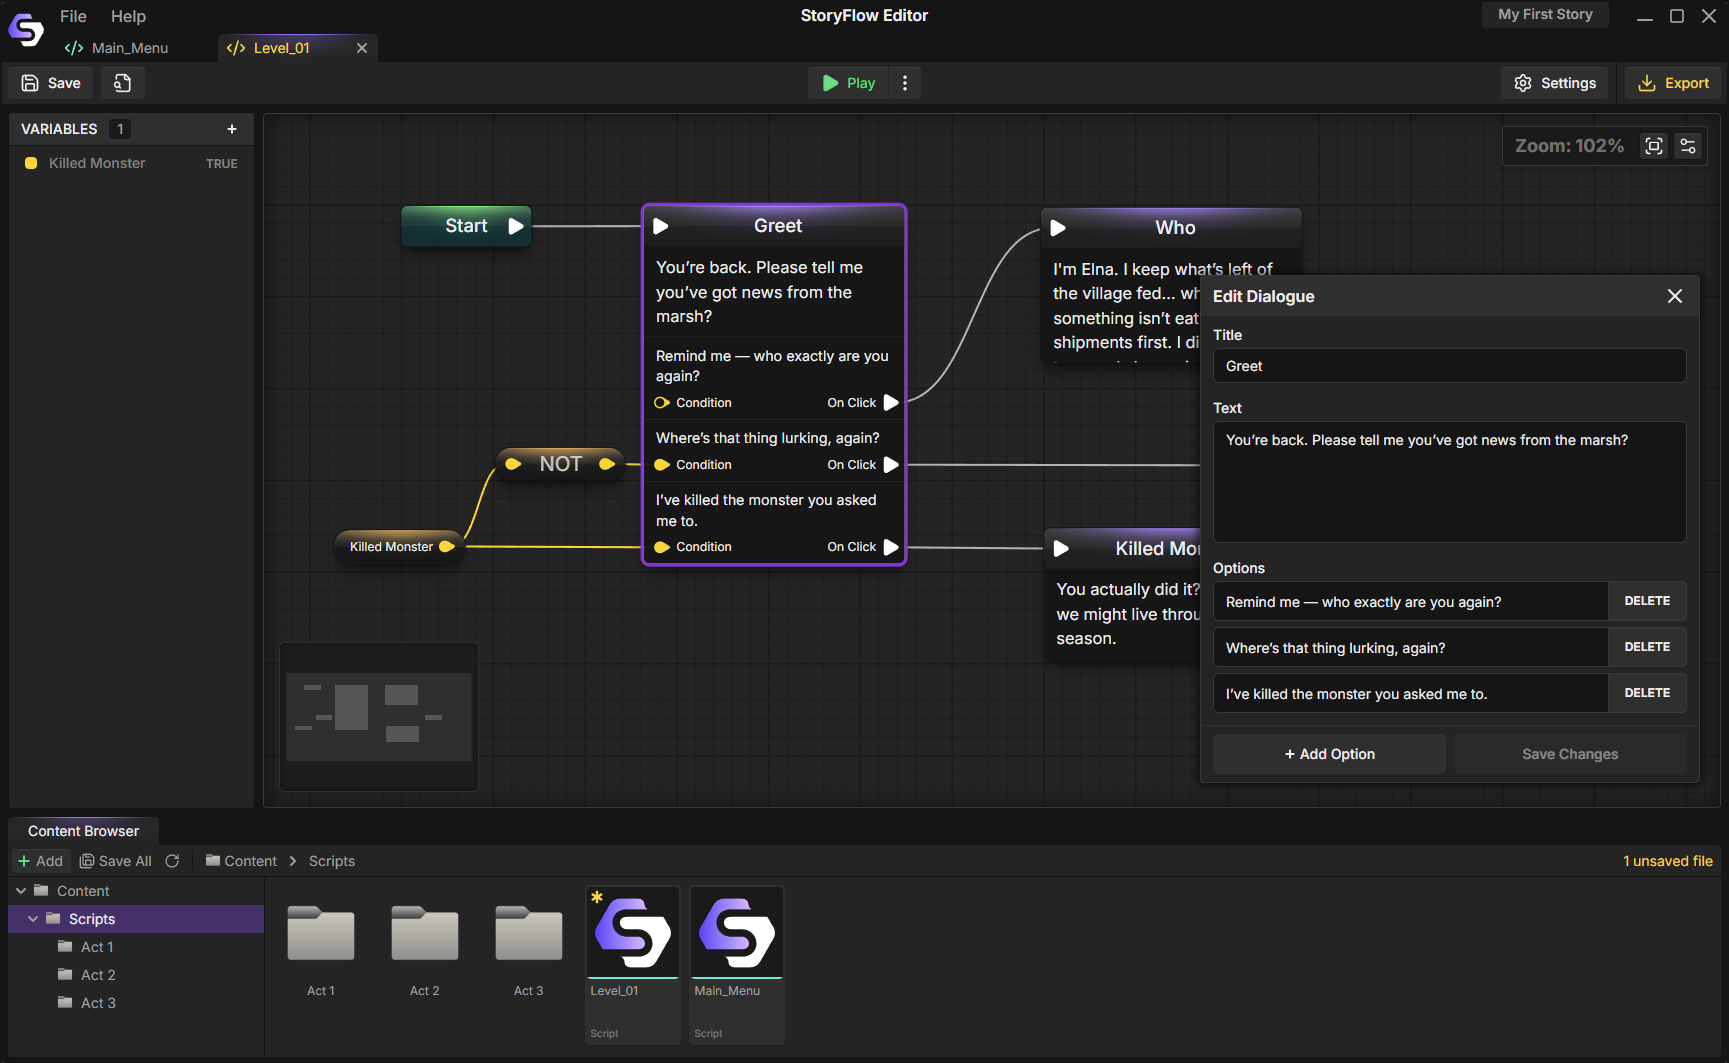 File
Help
StoryFlow Editor
My First Story
Main_Menu
Level_01
Save
Play
Settings
Export
VARIABLES 1 +
Killed Monster TRUE
Zoom: 102%
Start
Greet
You’re back. Please tell me
you’ve got news from the
marsh?
Remind me — who exactly are you
again?
Condition On Click
Where’s that thing lurking, again?
Condition On Click
I’ve killed the monster you asked
me to.
Condition On Click
NOT
Killed Monster
Who
I'm Elna. I keep what’s left of
the village fed...
something isn’t
shipments first. I
Killed
You actually did it?
we might live
season.
Edit Dialogue
Title
Greet
Text
You’re back. Please tell me you’ve got news from the marsh?
Options
Remind me — who exactly are you again? DELETE
Where’s that thing lurking, again? DELETE
I’ve killed the monster you asked me to. DELETE
+ Add Option
Save Changes
Content Browser
+ Add
Save All
Content > Scripts
1 unsaved file
Content
Scripts
Act 1
Act 2
Act 3
Act 1
Act 2
Act 3
* Level_01
Script
Main_Menu
Script